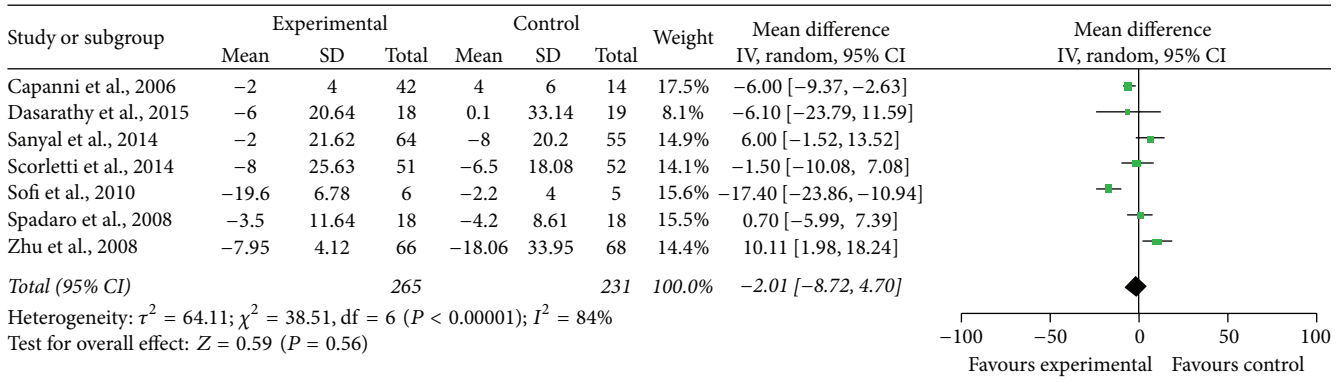 Study or subgroup Experimental Control Weight Mean difference Mean difference
Mean SD Total Mean SD Total IV, random, 95% CI IV, random, 95% CI
Capanni et al., 2006 −2 4 42 4 6 14 17.5% −6.00 [−9.37, −2.63]
Dasarathy et al., 2015 −6 20.64 18 0.1 33.14 19 8.1% −6.10 [−23.79, 11.59]
Sanyal et al., 2014 −2 21.62 64 −8 20.2 55 14.9% 6.00 [−1.52, 13.52]
Scorletti et al., 2014 −8 25.63 51 −6.5 18.08 52 14.1% −1.50 [−10.08, 7.08]
Sofi et al., 2010 −19.6 6.78 6 −2.2 4 5 15.6% −17.40 [−23.86, −10.94]
Spadaro et al., 2008 −3.5 11.64 18 −4.2 8.61 18 15.5% 0.70 [−5.99, 7.39]
Zhu et al., 2008 −7.95 4.12 66 −18.06 33.95 68 14.4% 10.11 [1.98, 18.24]
Total (95% CI) 265 231 100.0% −2.01 [−8.72, 4.70]
Heterogeneity: τ² = 64.11; χ² = 38.51, df = 6 (P < 0.00001); I² = 84%
Test for overall effect: Z = 0.59 (P = 0.56)
−100 −50 0 50 100
Favours experimental Favours control